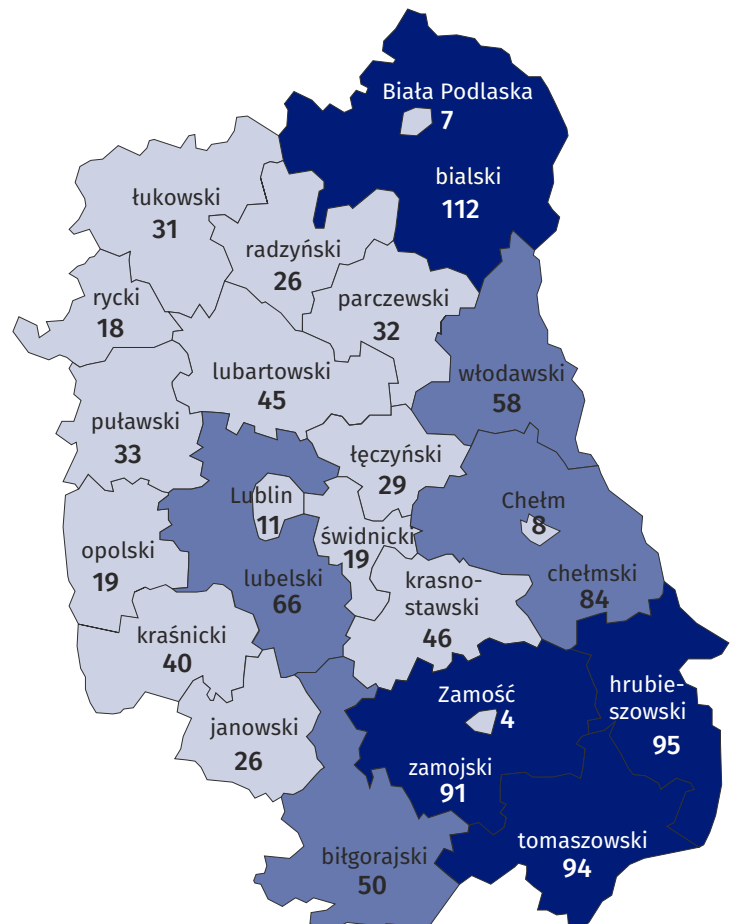 Biała Podlaska
7
bialski
112
łukowski
31
radzyński
26
rycki
18
parczewski
32
lubartowski
45
włodawski
58
puławski
33
łęczyński
29
Lublin
11
Chełm
8
świdnicki
19
opolski
19
lubelski
66
krasno-
stawski
46
chełmski
84
kraśnicki
40
Zamość
4
hrubie-
szowski
95
janowski
26
zamojski
91
tomaszowski
94
biłgorajski
50